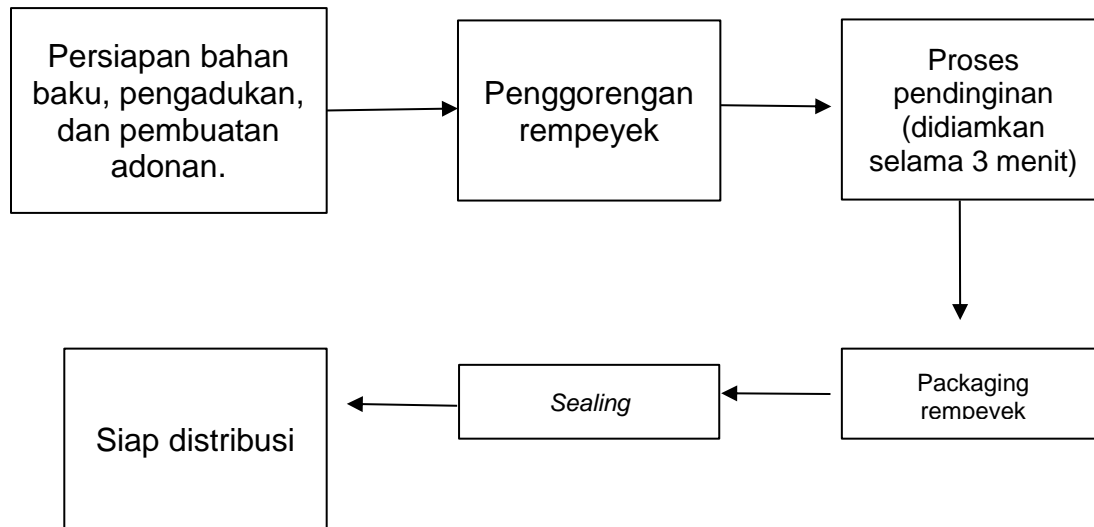 Persiapan bahan
baku, pengadukan,
dan pembuatan
adonan.
Penggorengan
rempeyek
Proses
pendinginan
(didiamkan
selama 3 menit)
Packaging
rempeyek
Sealing
Siap distribusi